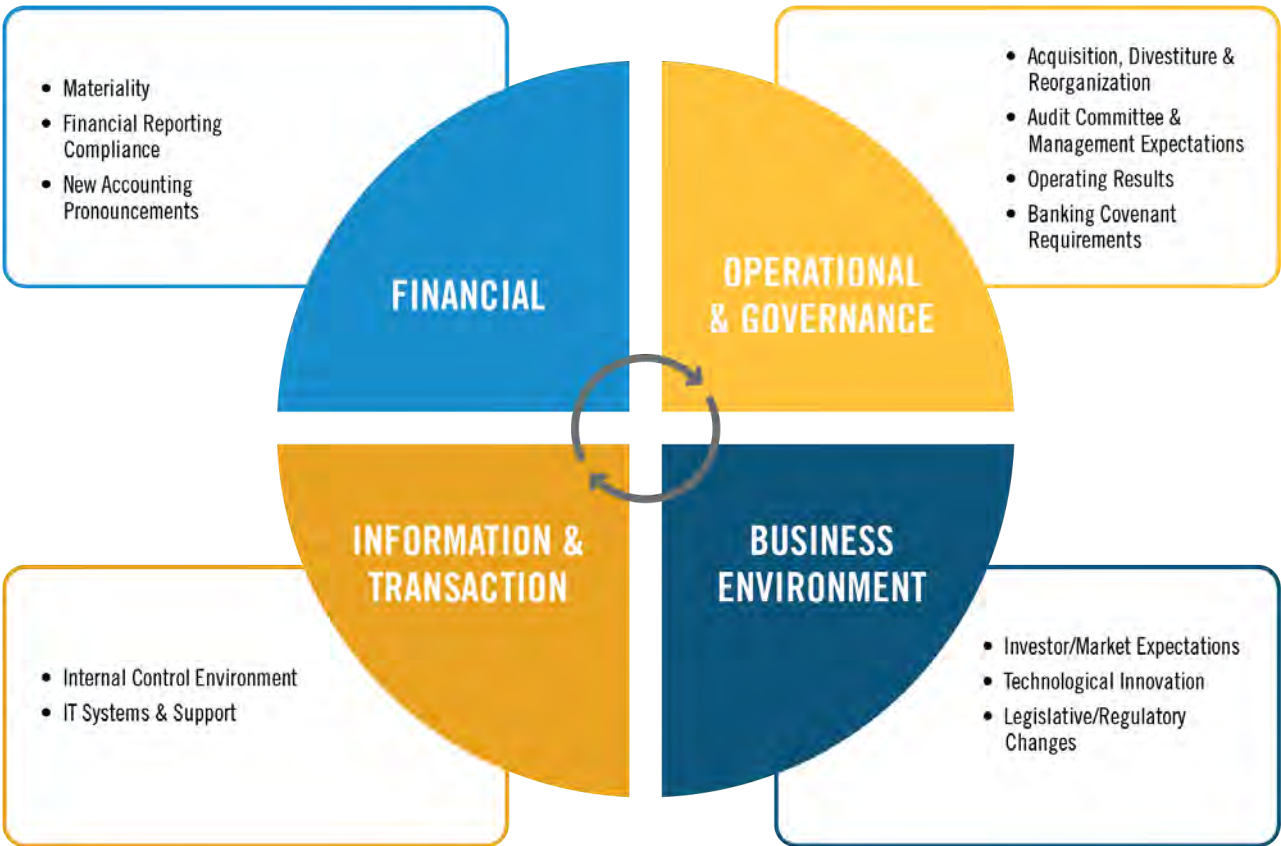 • Materiality
• Financial Reporting
Compliance
• New Accounting
Pronouncements
FINANCIAL
• Acquisition, Divestiture &
Reorganization
• Audit Committee &
Management Expectations
• Operating Results
• Banking Covenant
Requirements
OPERATIONAL
& GOVERNANCE
INFORMATION &
TRANSACTION
• Internal Control Environment
• IT Systems & Support
BUSINESS
ENVIRONMENT
• Investor/Market Expectations
• Technological Innovation
• Legislative/Regulatory
Changes